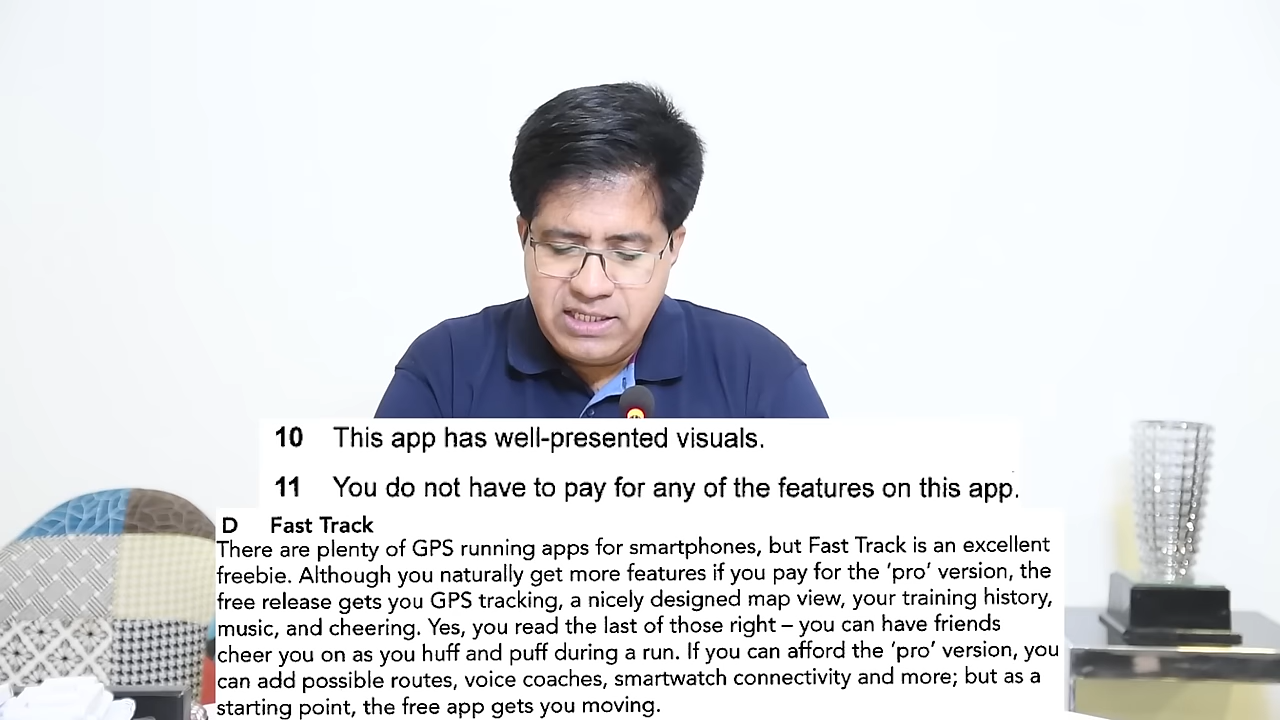 10 This app has well-presented visuals.
11 You do not have to pay for any of the features on this app.
D Fast Track
There are plenty of GPS running apps for smartphones, but Fast Track is an excellent
freebie. Although you naturally get more features if you pay for the ‘pro’ version, the
free release gets you GPS tracking, a nicely designed map view, your training history,
music, and cheering. Yes, you read the last of those right – you can have friends
cheer you on as you huff and puff during a run. If you can afford the ‘pro’ version, you
can add possible routes, voice coaches, smartwatch connectivity and more; but as a
starting point, the free app gets you moving.